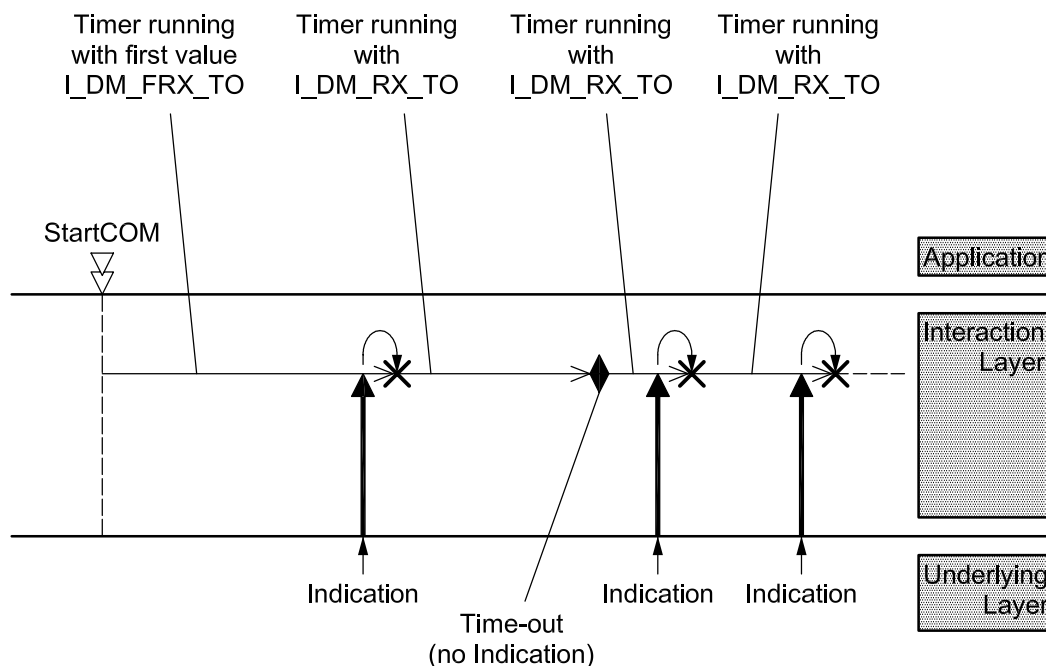 Timer running
with first value
I_DM_FRX_TO
Timer running
with
I_DM_RX_TO
Timer running
with
I_DM_RX_TO
Timer running
with
I_DM_RX_TO
StartCOM
Application
Interaction
Layer
Underlying
Layer
Indication
Indication
Indication
Time-out
(no Indication)